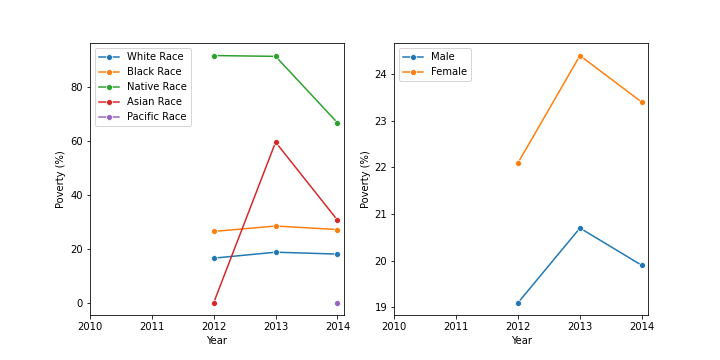 White Race
Black Race
Native Race
Asian Race
Pacific Race
Poverty (%)
80
60
40
20
0
2010 2011 2012 2013 2014
Year
Male
Female
Poverty (%)
24
23
22
21
20
19
2010 2011 2012 2013 2014
Year